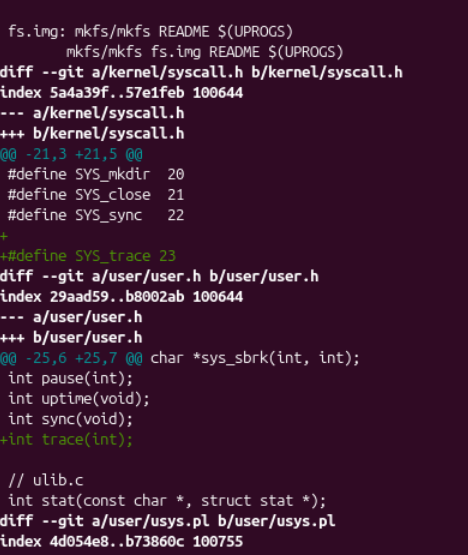 fs.img: mkfs/mkfs README $(UPROGS)
        mkfs/mkfs fs.img README $(UPROGS)
diff --git a/kernel/syscall.h b/kernel/syscall.h
index 5a4a39f..57e1feb 100644
--- a/kernel/syscall.h
+++ b/kernel/syscall.h
@@ -21,3 +21,5 @@
 #define SYS_mkdir  20
 #define SYS_close  21
 #define SYS_sync   22
+
+#define SYS_trace 23
diff --git a/user/user.h b/user/user.h
index 29aad59..b8002ab 100644
--- a/user/user.h
+++ b/user/user.h
@@ -25,6 +25,7 @@ char *sys_sbrk(int, int);
 int pause(int);
 int uptime(void);
 int sync(void);
+int trace(int);

 // ulib.c
 int stat(const char *, struct stat *);
diff --git a/user/usys.pl b/user/usys.pl
index 4d054e8..b73860c 100755